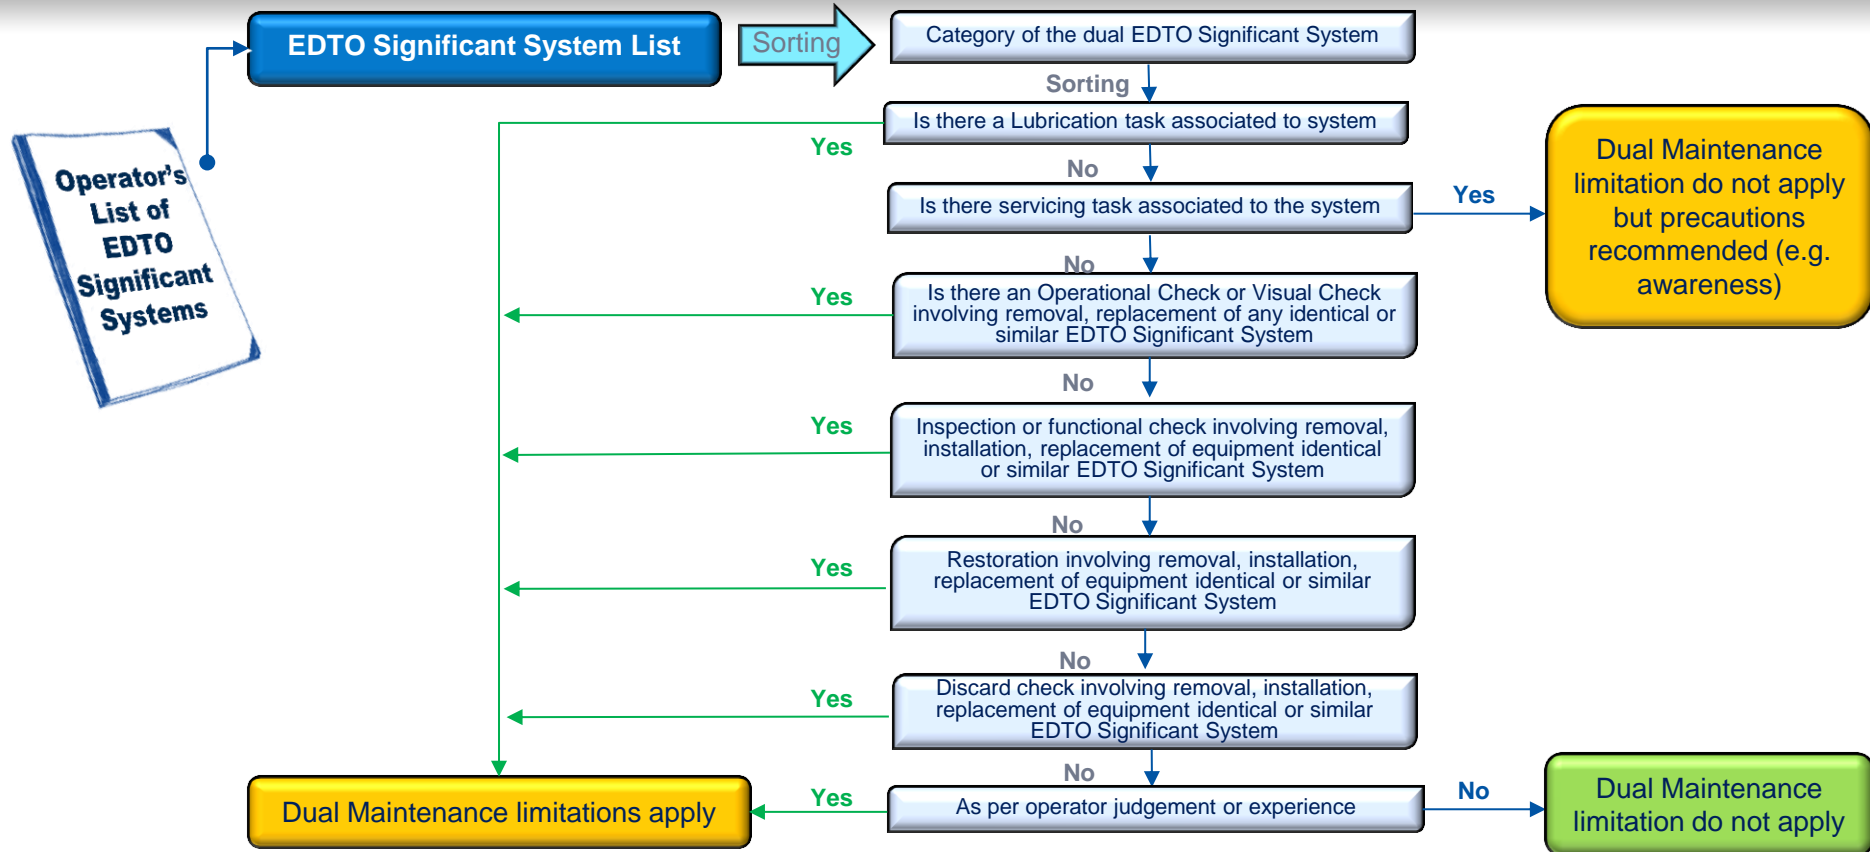 EDTO Significant System List
Sorting
Category of the dual EDTO Significant System
Sorting
Operator's
List of
EDTO
Significant
Systems
Is there a Lubrication task associated to system
Yes
No
Is there servicing task associated to the system
Yes
Dual Maintenance
limitation do not apply
but precautions
recommended (e.g.
awareness)
No
Is there an Operational Check or Visual Check
involving removal, replacement of any identical or
similar EDTO Significant System
Yes
No
Inspection or functional check involving removal,
installation, replacement of equipment identical
or similar EDTO Significant System
Yes
No
Restoration involving removal, installation,
replacement of equipment identical or similar
EDTO Significant System
Yes
No
Discard check involving removal, installation,
replacement of equipment identical or similar
EDTO Significant System
Yes
No
As per operator judgement or experience
Yes
Dual Maintenance limitations apply
No
Dual Maintenance
limitation do not apply